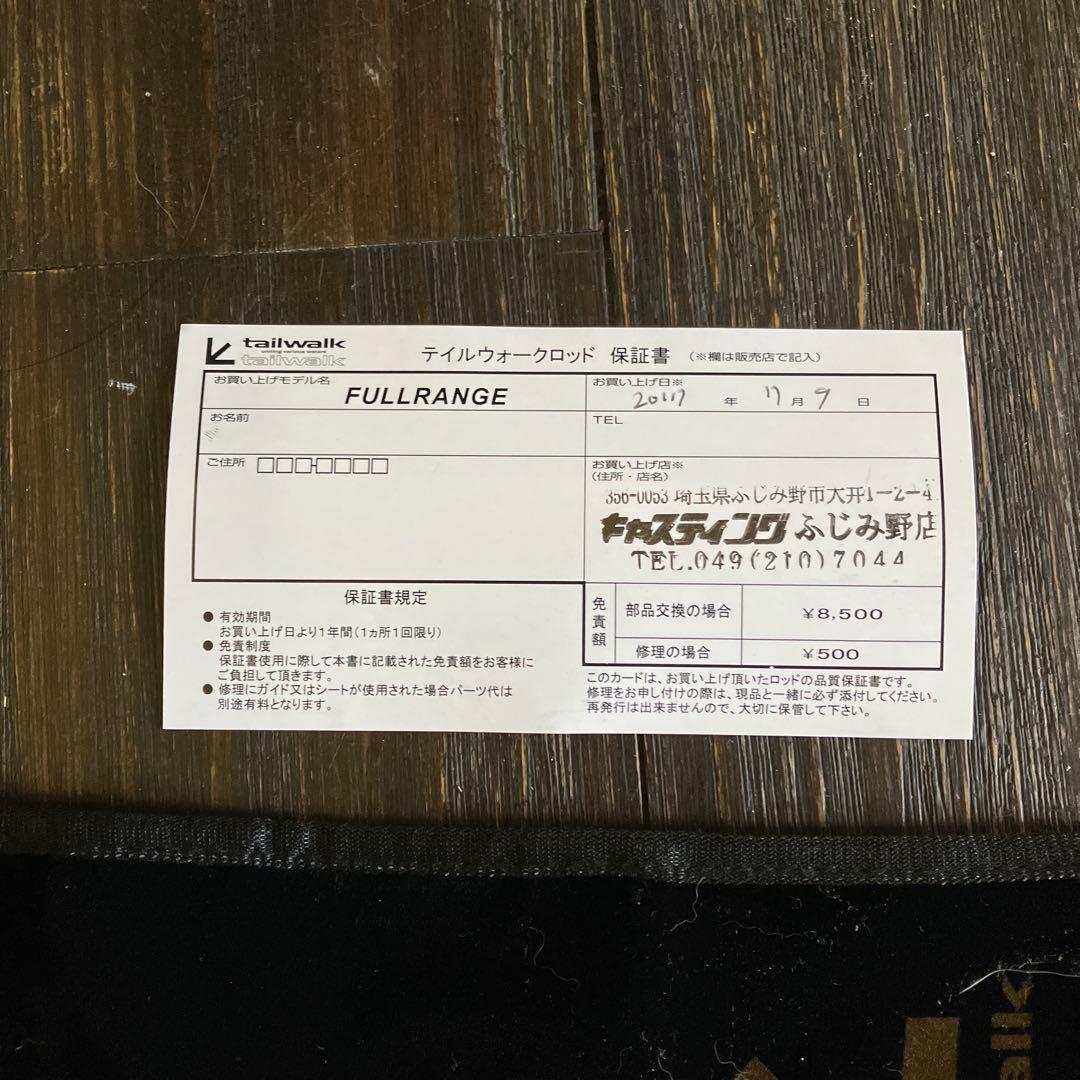 tailwalk
uniting various waters
tailwalk
テイルウォークロッド 保証書 (※欄は販売店で記入)
お買い上げモデル名
FULLRANGE
お買い上げ日※
2017 年 11 月 9 日
お名前
TEL
ご住所 □□□-□□□□
お買い上げ店※
(住所・店名)
356-0053 埼玉県ふじみ野市大井1-2-4
キャスティング ふじみ野店
TEL.049(210)7044
保証書規定
● 有効期間
お買い上げ日より1年間(1ヵ所1回限り)
● 免責制度
保証書使用に際して本書に記載された免責額をお客様に
ご負担して頂きます。
● 修理にガイド又はシートが使用された場合パーツ代は
別途有料となります。
免責額
部品交換の場合 ¥8,500
修理の場合 ¥500
このカードは、お買い上げ頂いたロッドの品質保証書です。
修理をお申し付けの際は、現品と一緒に必ず添付してください。
再発行は出来ませんので、大切に保管して下さい。
alk